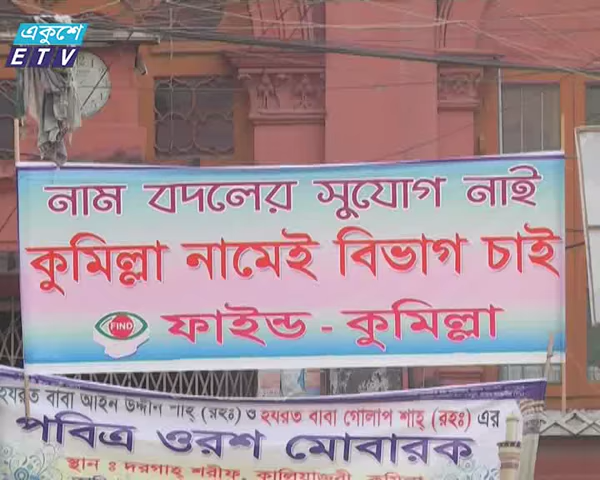 একুশে
ETV
নাম বদলের সুযোগ নাই
কুমিল্লা নামেই বিভাগ চাই
FIND
ফাইন্ড - কুমিল্লা
হযরত বাবা আইন উদ্দীন শাহ্ (রহঃ) ও হযরত বাবা গোলাপ শাহ্ (রহঃ) এর
পবিত্র ওরশ মোবারক
স্থান ঃ দরগাহ্ শরীফ, কালিয়াজুরী, কুমিল্লা